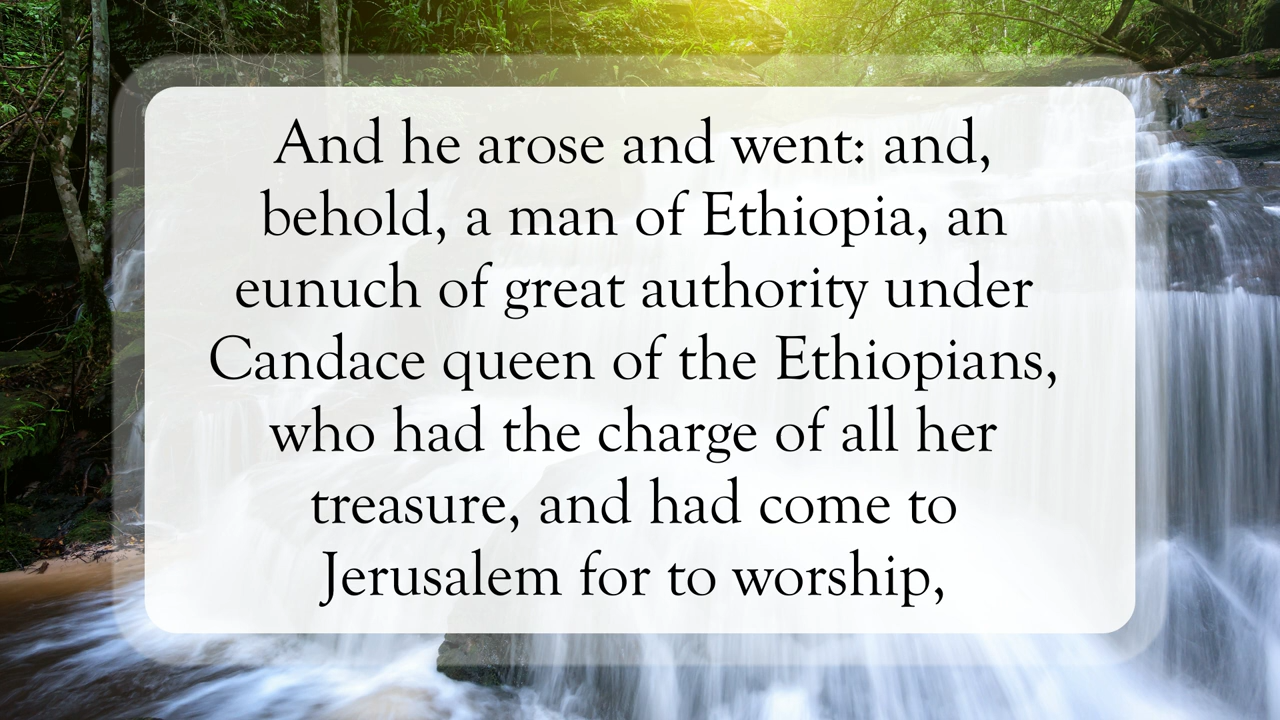 And he arose and went: and,
behold, a man of Ethiopia, an
eunuch of great authority under
Candace queen of the Ethiopians,
who had the charge of all her
treasure, and had come to
Jerusalem for to worship,